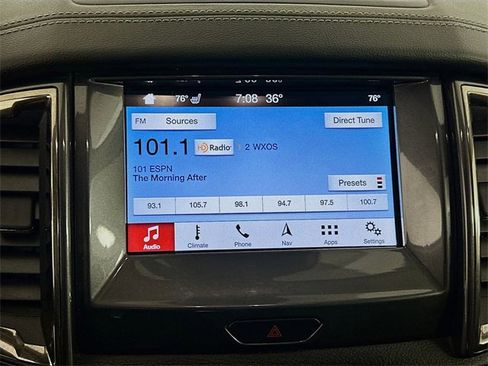 76° 7:08 36° 76°
FM Sources Direct Tune
101.1 HD Radio 2 WXOS
101 ESPN
The Morning After
Presets
93.1 105.7 98.1 94.7 97.5 100.7
Audio Climate Phone Nav Apps Settings